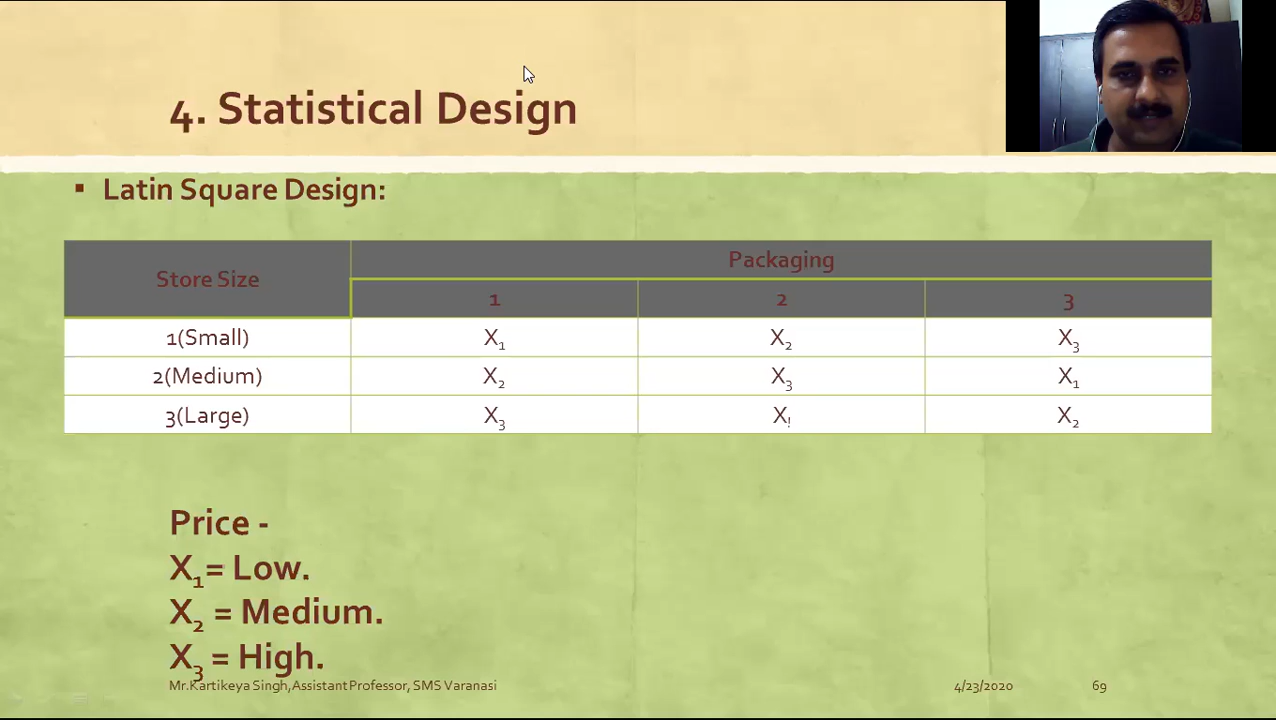 4. Statistical Design
▪ Latin Square Design:
Store Size Packaging
1 2 3
1(Small) X₁ X₂ X₃
2(Medium) X₂ X₃ X₁
3(Large) X₃ X! X₂
Price -
X₁= Low.
X₂ = Medium.
X₃ = High.
Mr.Kartikeya Singh,Assistant Professor, SMS Varanasi 4/23/2020 69